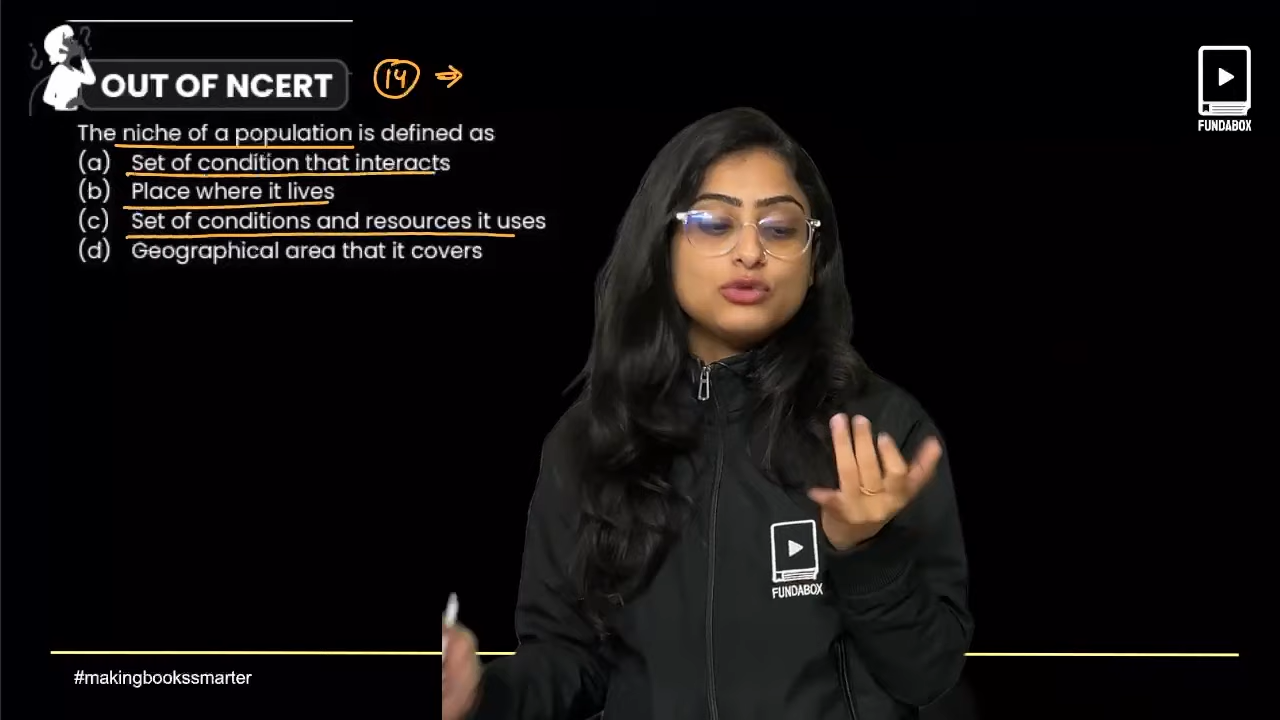 OUT OF NCERT
14 →
The niche of a population is defined as
(a) Set of condition that interacts
(b) Place where it lives
(c) Set of conditions and resources it uses
(d) Geographical area that it covers
FUNDABOX
FUNDABOX
#makingbookssmarter